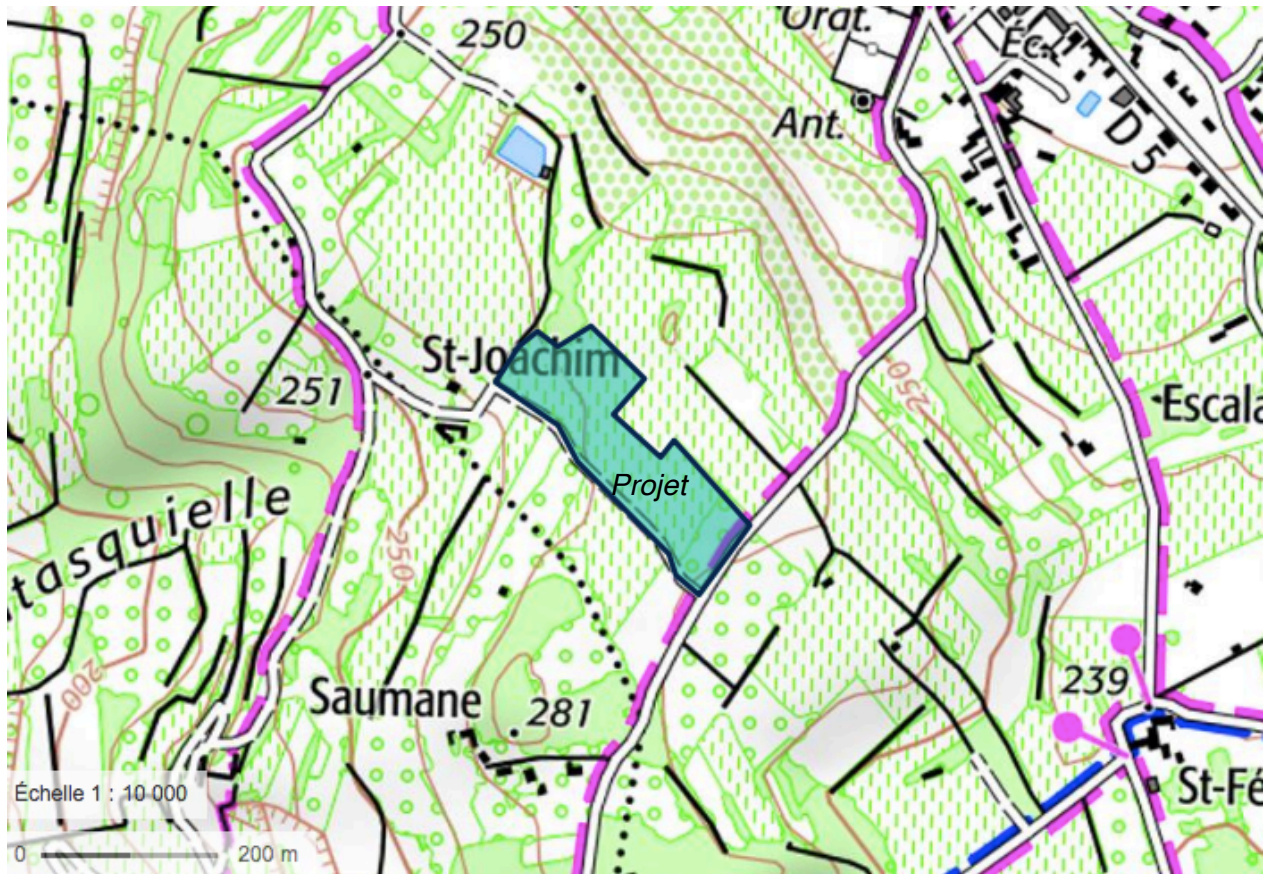 250
Orat.
Éc.
Ant.
D 5
St-Joachim
251
Escala
250
Projet
tasquielle
250
200
Saumane
281
239
St-Fé
Échelle 1 : 10 000
0 200 m